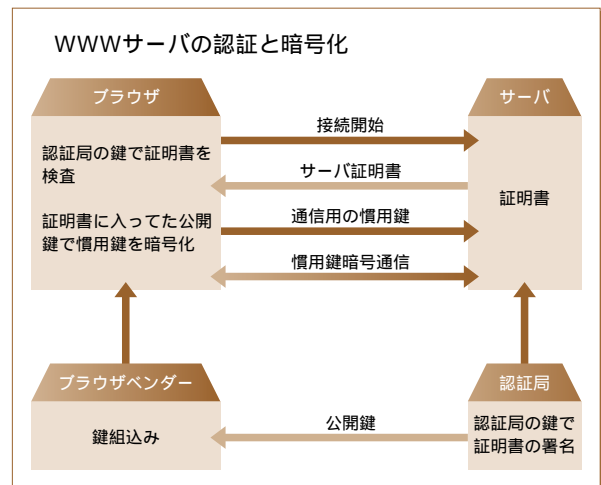 WWWサーバの認証と暗号化
ブラウザ
サーバ
認証局の鍵で証明書を
検査
証明書に入ってた公開
鍵で慣用鍵を暗号化
接続開始
サーバ証明書
通信用の慣用鍵
慣用鍵暗号通信
証明書
ブラウザベンダー
認証局
鍵組込み
公開鍵
認証局の鍵で
証明書の署名